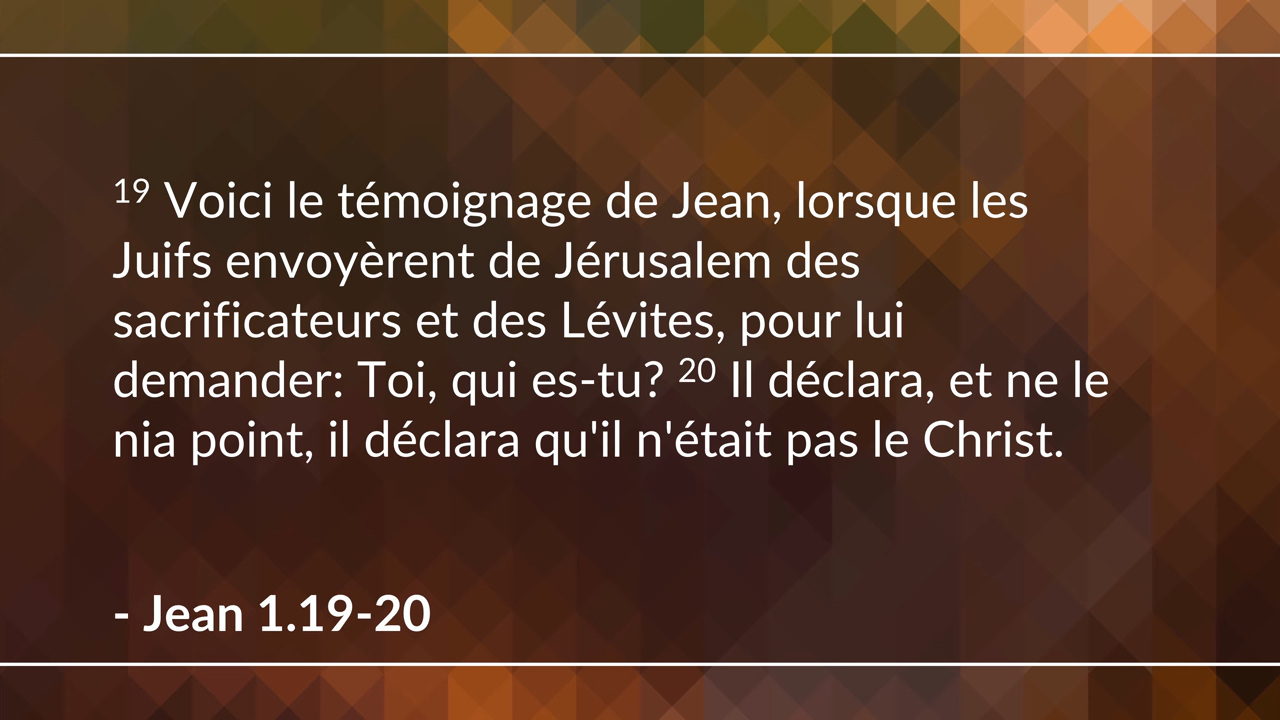 19 Voici le témoignage de Jean, lorsque les
Juifs envoyèrent de Jérusalem des
sacrificateurs et des Lévites, pour lui
demander: Toi, qui es-tu? 20 Il déclara, et ne le
nia point, il déclara qu'il n'était pas le Christ.
- Jean 1.19-20